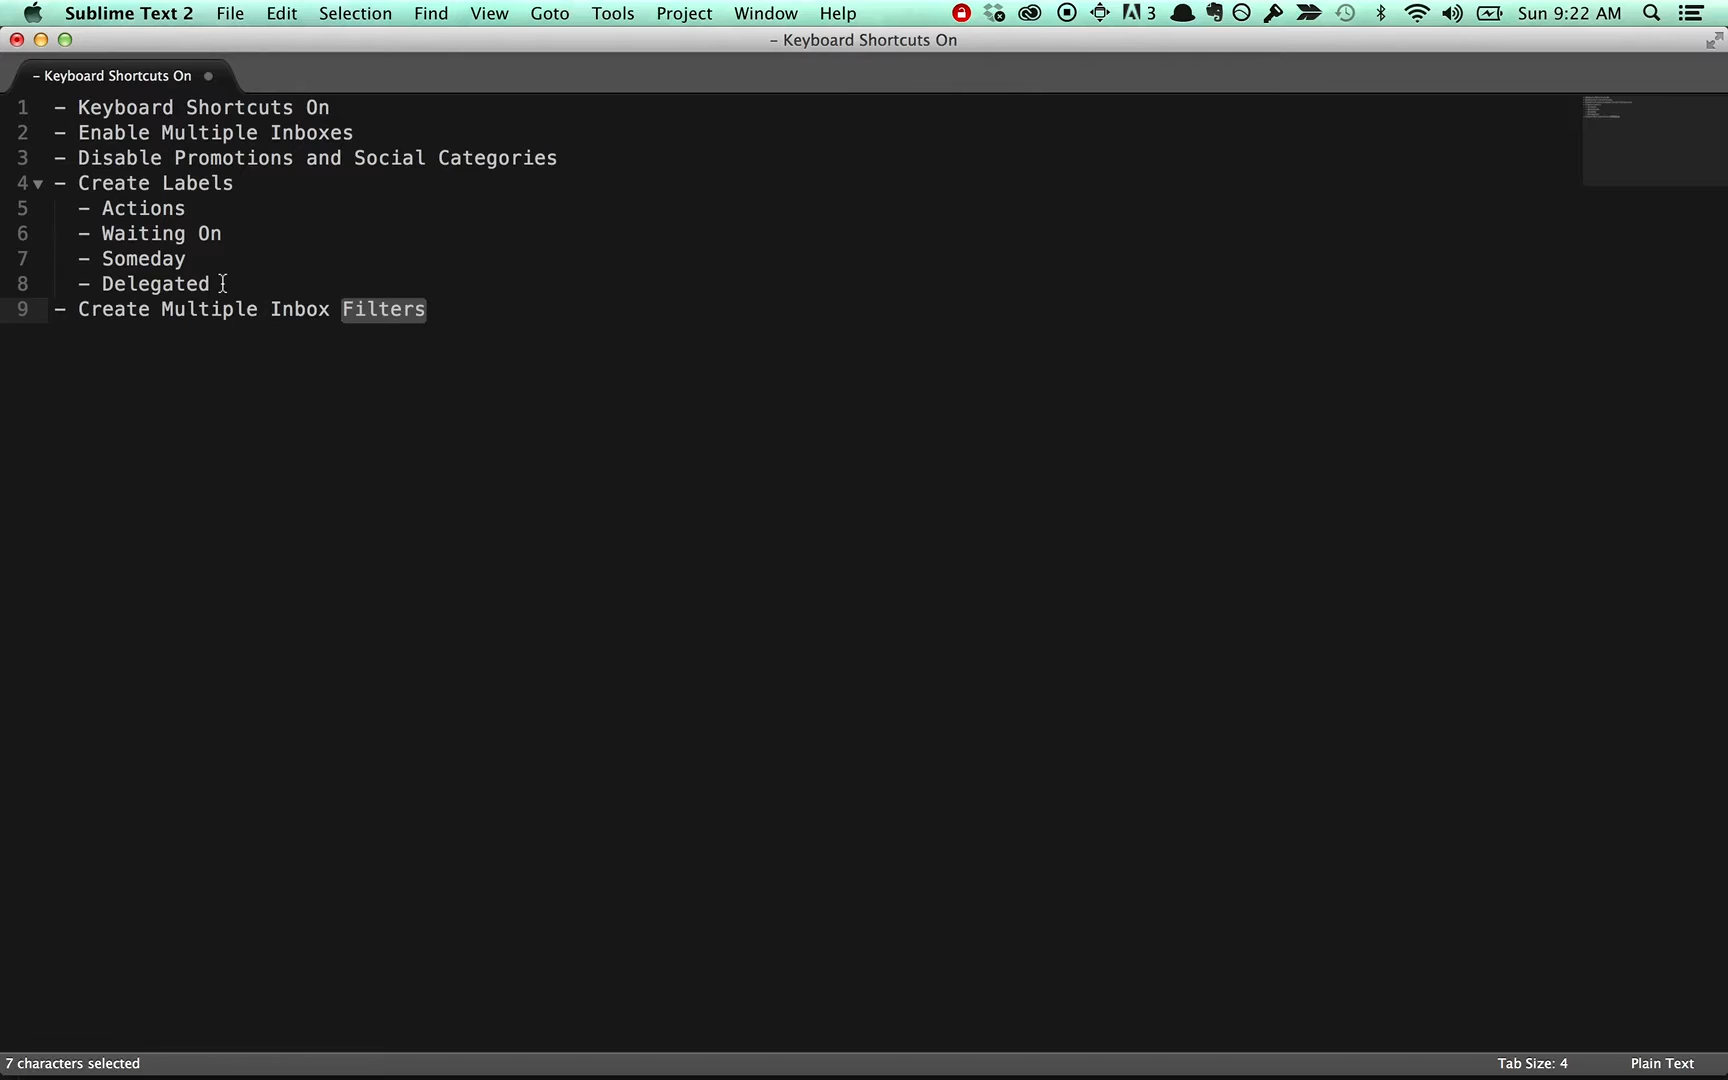 Sublime Text 2 File Edit Selection Find View Goto Tools Project Window Help 3 Sun 9:22 AM
- Keyboard Shortcuts On
- Keyboard Shortcuts On
1 - Keyboard Shortcuts On
2 - Enable Multiple Inboxes
3 - Disable Promotions and Social Categories
4 - Create Labels
5 - Actions
6 - Waiting On
7 - Someday
8 - Delegated
9 - Create Multiple Inbox Filters
7 characters selected Tab Size: 4 Plain Text